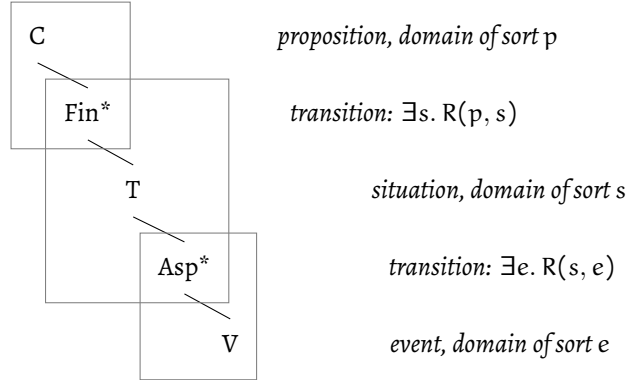 C proposition, domain of sort p
Fin* transition: ∃s. R(p, s)
T situation, domain of sort s
Asp* transition: ∃e. R(s, e)
V event, domain of sort e